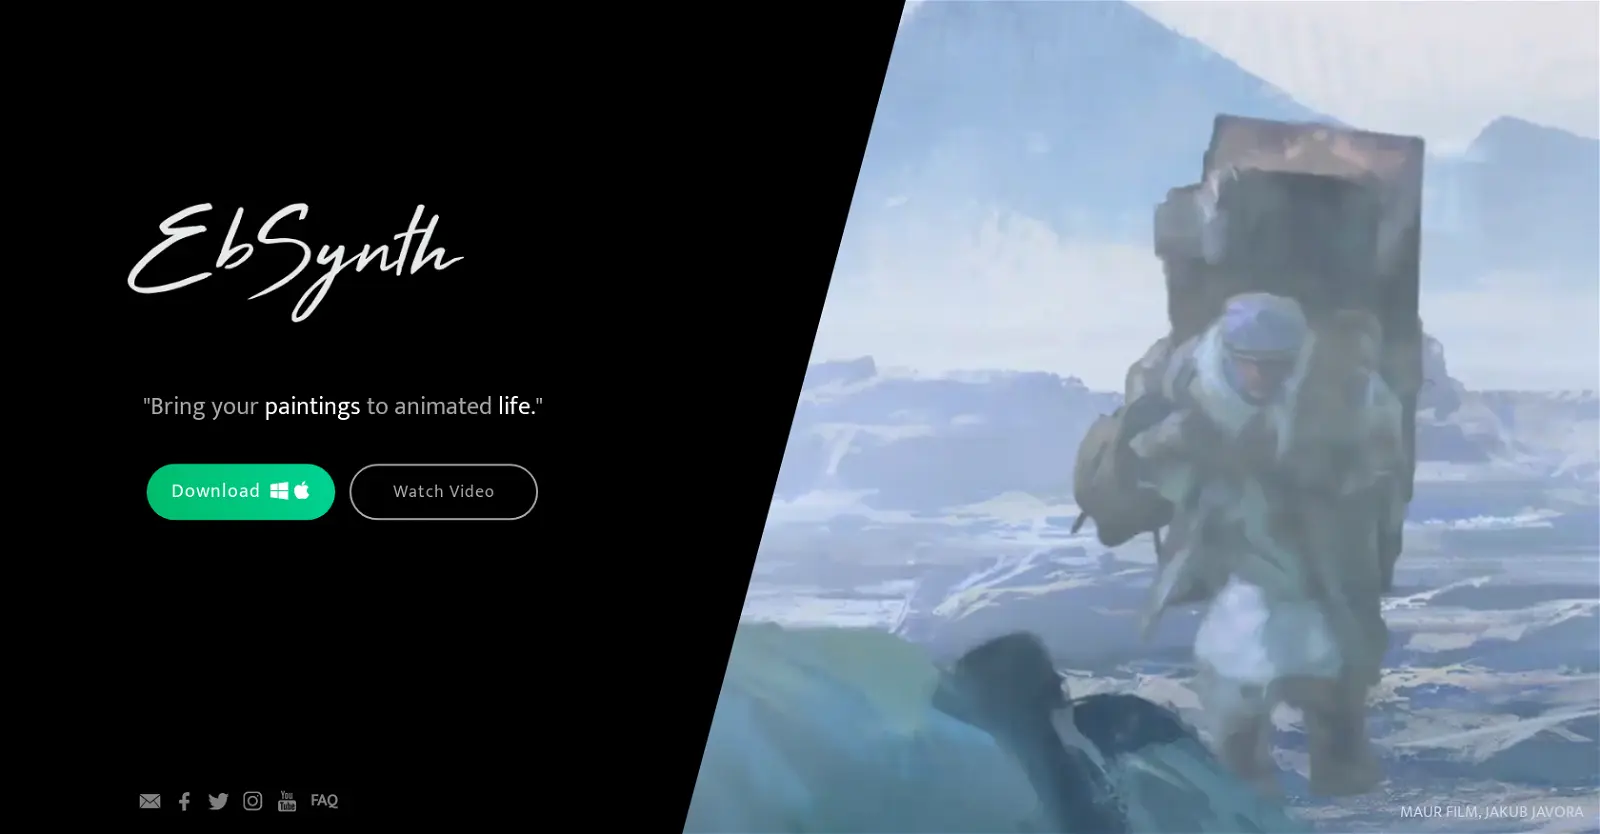 EbSynth
"Bring your paintings to animated life."
Download
Watch Video
You Tube
FAQ
MAUR FILM, JAKUB JAVORA